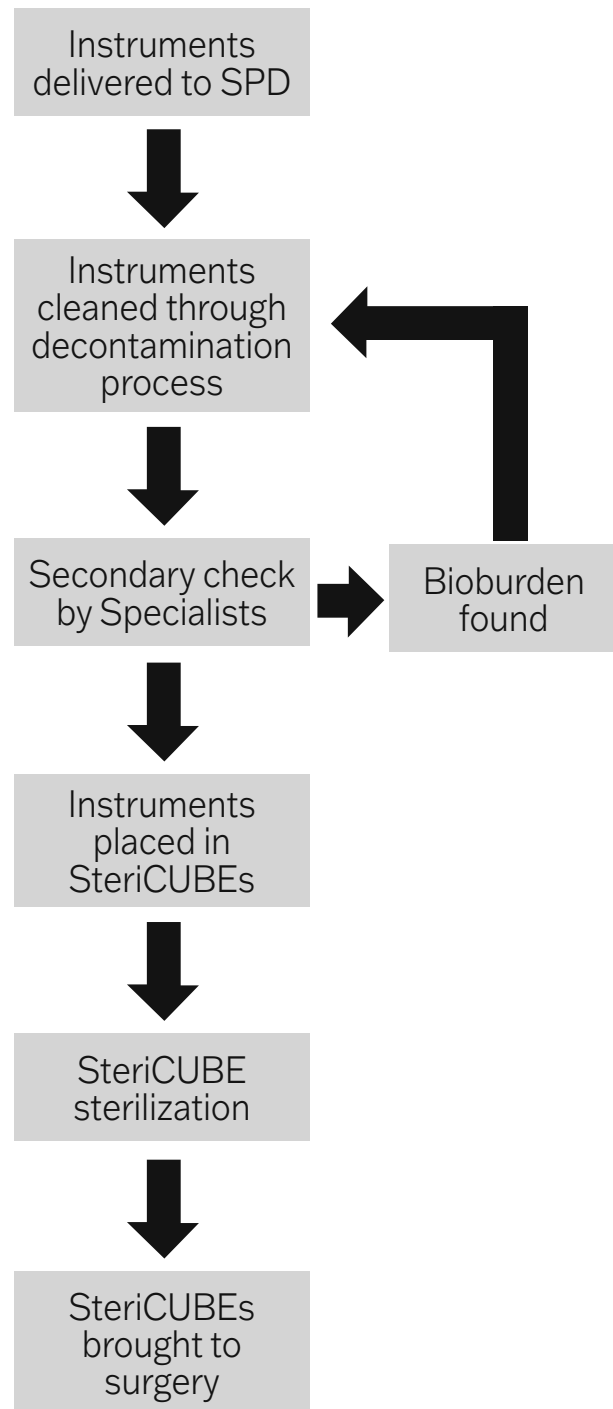 Instruments
delivered to SPD
Instruments
cleaned through
decontamination
process
Secondary check
by Specialists
Bioburden
found
Instruments
placed in
SteriCUBEs
SteriCUBE
sterilization
SteriCUBEs
brought to
surgery